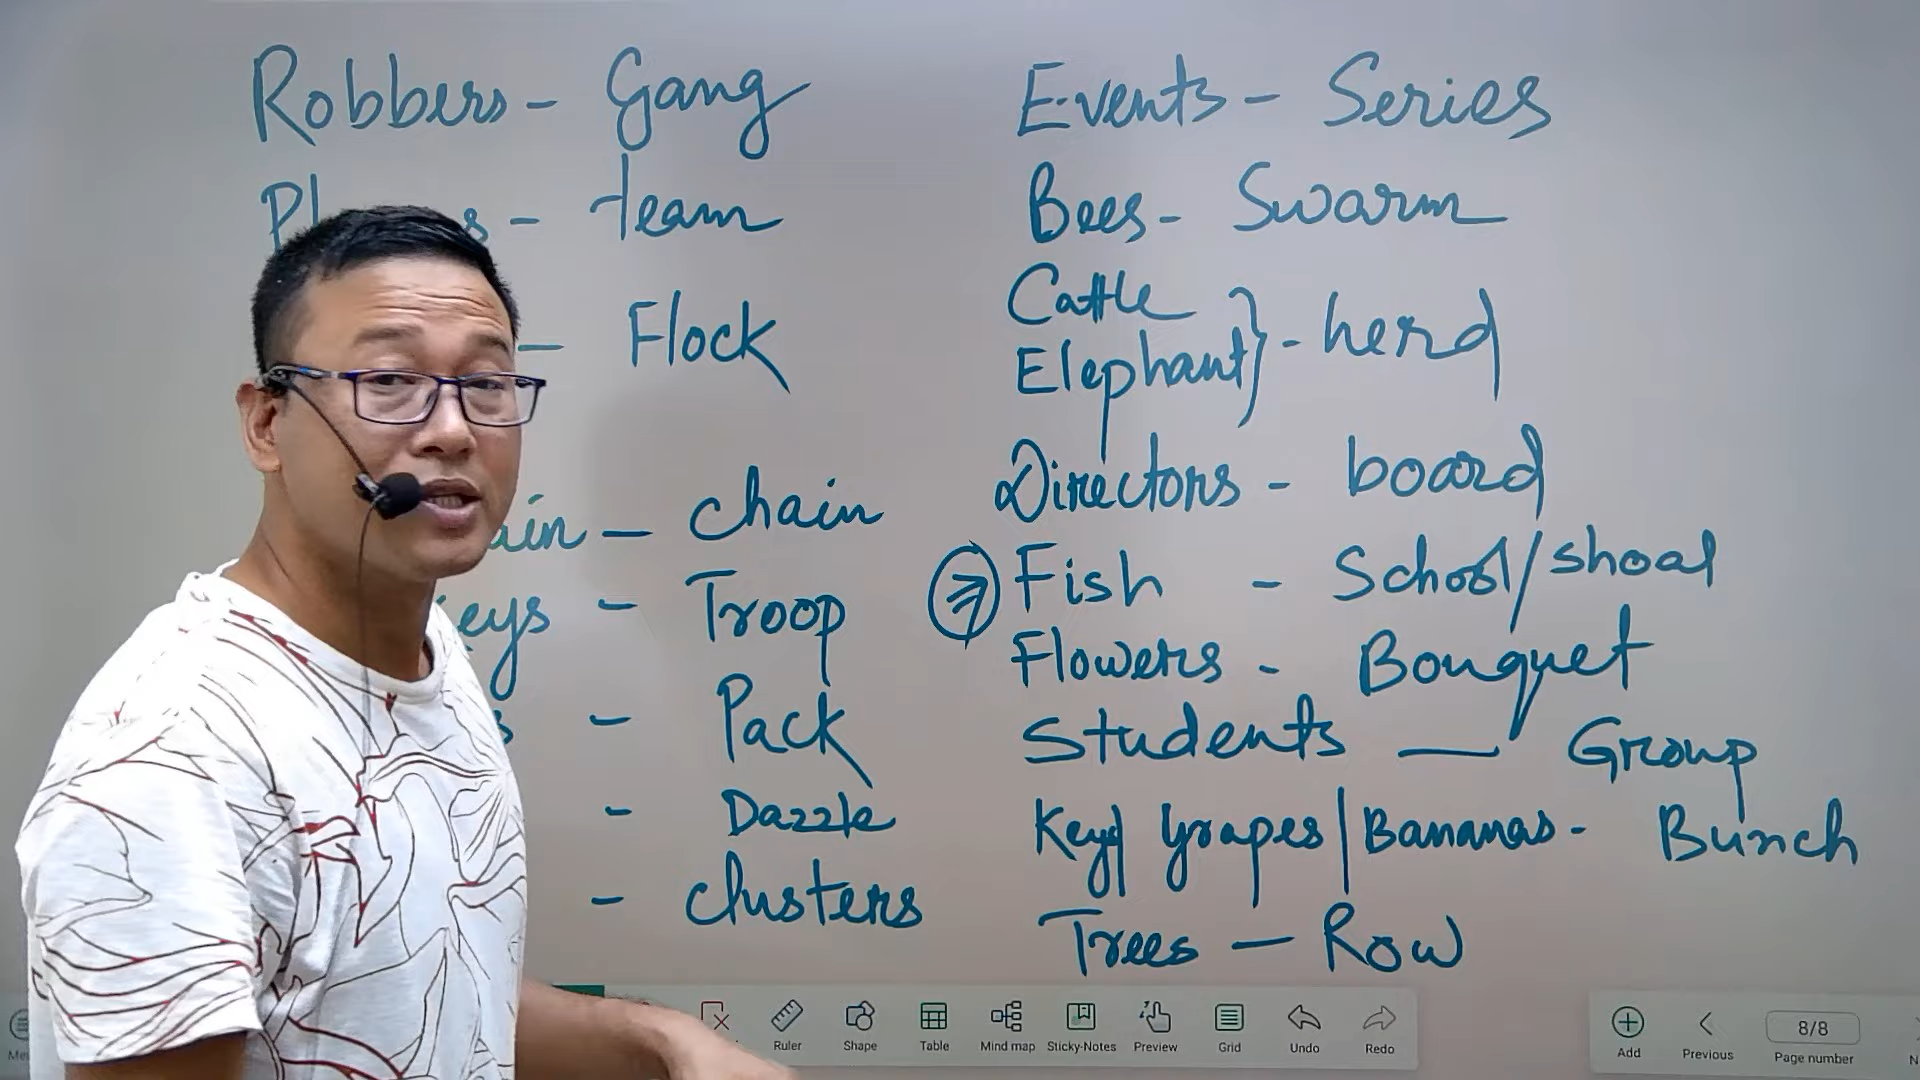 Robbers - Gang
- team
- Flock
- chain
- Troop
- Pack
- Dazzle
- clusters
Events - Series
Bees - Swarm
Cattle
Elephant } - herd
Directors - board
Fish - School/shoal
Flowers - Bouquet
Students - Group
Grapes | Bananas - Bunch
Trees - Row
Ruler Shape Table Mind map Sticky-Notes Preview Grid Undo Redo
Add Previous 8/8
Page number